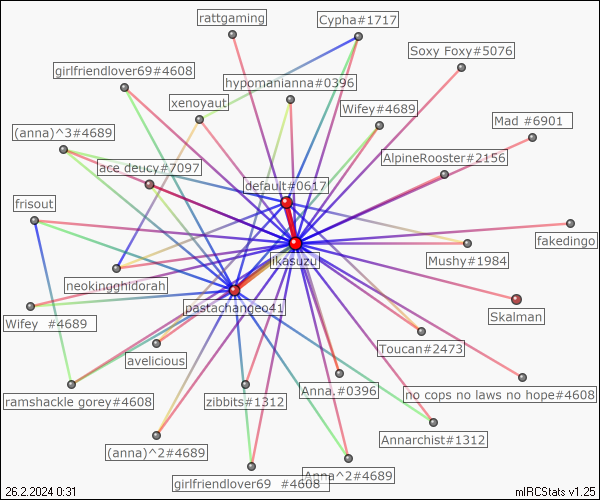 rattgaming
Cypha#1717
Soxy Foxy#5076
girlfriendlover69#4608
hypomanianna#0396
xenoyaut
Wifey#4689
Mad #6901
(anna)^3#4689
AlpineRooster#2156
ace deucy#7097
default#0617
frisout
fakedingo
likasuzu
Mushy#1984
neokingghidorah
pastachangeo41
Skalman
Wifey #4689
Toucan#2473
avelicious
Anna.#0396
no cops no laws no hope#4608
ramshackle gorey#4608
zibbits#1312
Annarchist#1312
(anna)^2#4689
Anna^2#4689
girlfriendlover69 #4608
26.2.2024 0:31
mIRCStats v1.25